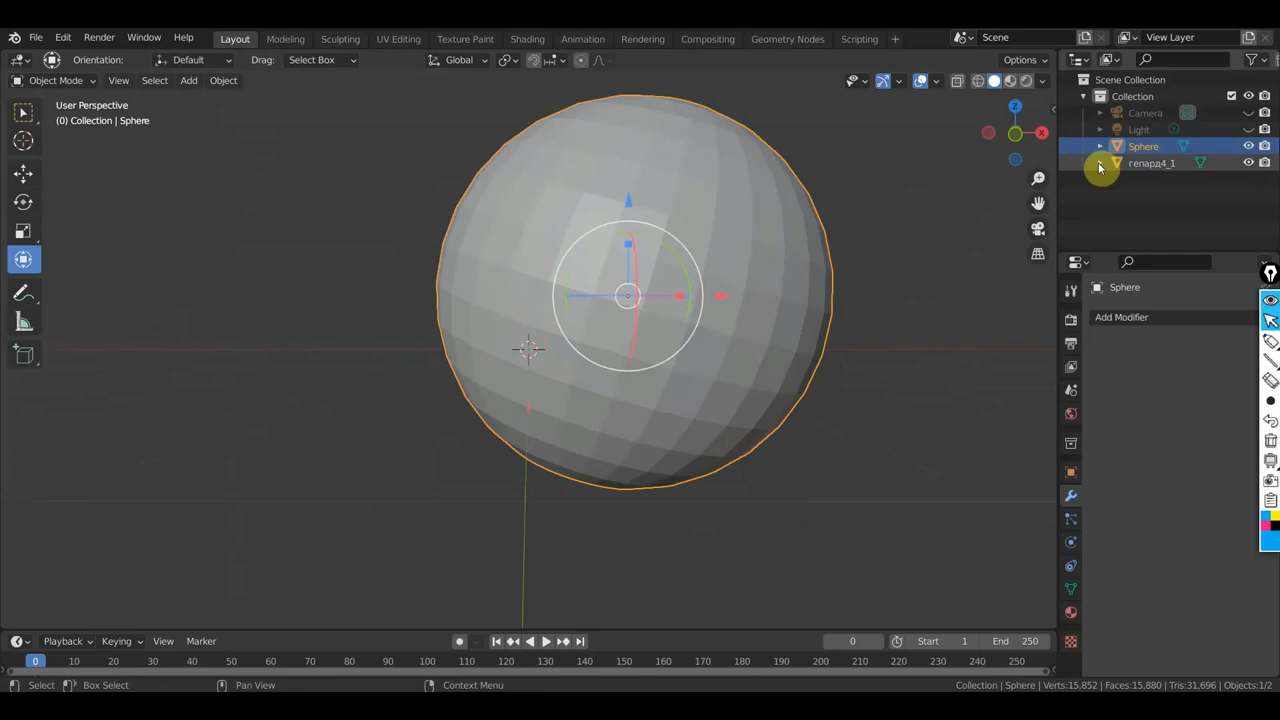 File Edit Render Window Help Layout Modeling Sculpting UV Editing Texture Paint Shading Animation Rendering Compositing Geometry Nodes Scripting + Scene View Layer
Orientation: Default Drag: Select Box Global Options
Object Mode View Select Add Object
User Perspective
(0) Collection | Sphere
Z
X
Scene Collection
Collection
Camera
Light
Sphere
гепард4_1
Sphere
Add Modifier
Playback Keying View Marker 0 Start 1 End 250
0 10 20 30 40 50 60 70 80 90 100 110 120 130 140 150 160 170 180 190 200 210 220 230 240 250
Select Box Select Pan View Context Menu Collection | Sphere | Verts:15,852 | Faces:15,880 | Tris:31,696 | Objects:1/2